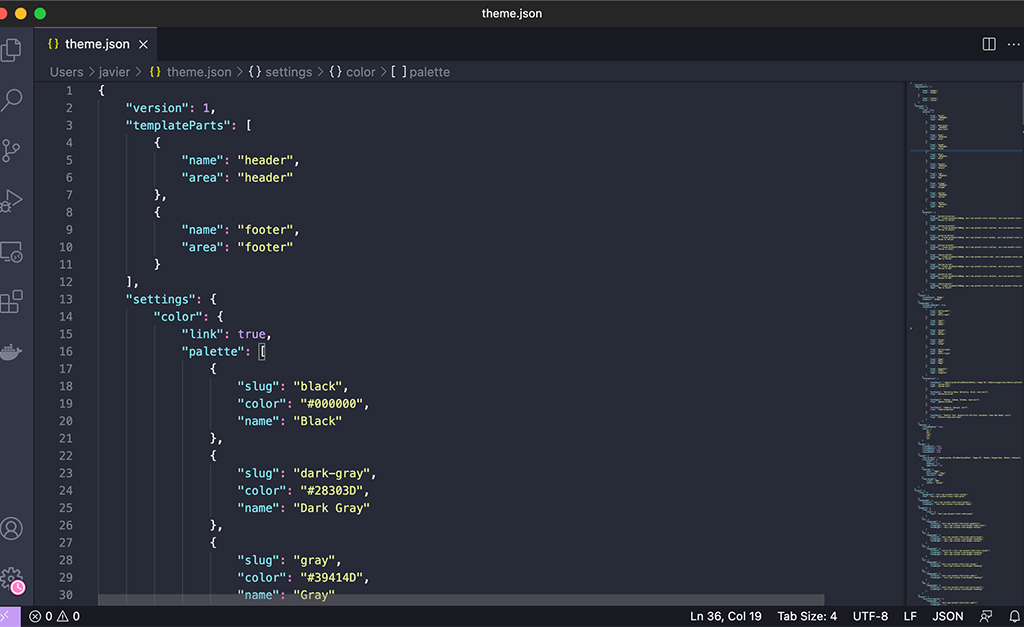 theme.json
{} theme.json ×
Users > javier > {} theme.json > {} settings > {} color > [ ] palette
1 {
2 "version": 1,
3 "templateParts": [
4 {
5 "name": "header",
6 "area": "header"
7 },
8 {
9 "name": "footer",
10 "area": "footer"
11 }
12 ],
13 "settings": {
14 "color": {
15 "link": true,
16 "palette": [
17 {
18 "slug": "black",
19 "color": "#000000",
20 "name": "Black"
21 },
22 {
23 "slug": "dark-gray",
24 "color": "#28303D",
25 "name": "Dark Gray"
26 },
27 {
28 "slug": "gray",
29 "color": "#39414D",
30 "name": "Gray"
0 0 Ln 36, Col 19 Tab Size: 4 UTF-8 LF JSON